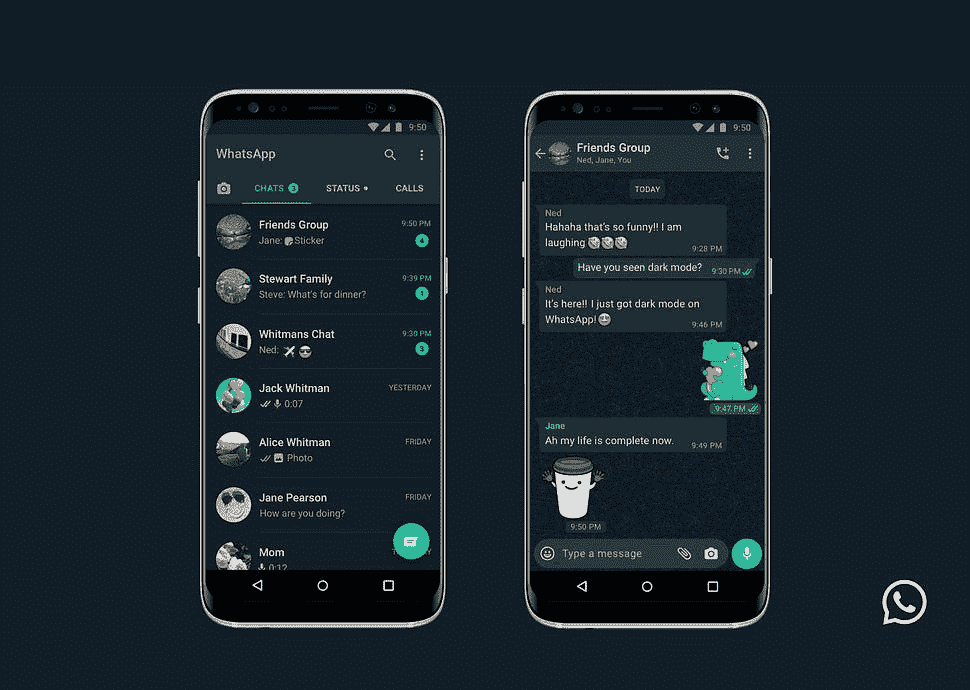 9:50
WhatsApp
CHATS 3
STATUS •
CALLS
Friends Group
9:50 PM
Jane: Sticker
4
Stewart Family
9:39 PM
Steve: What's for dinner?
1
Whitmans Chat
9:30 PM
Ned: ✈️ 😎
3
Jack Whitman
YESTERDAY
0:07
Alice Whitman
FRIDAY
Photo
Jane Pearson
FRIDAY
How are you doing?
Mom
0:12
9:50
Friends Group
Ned, Jane, You
TODAY
Ned
Hahaha that's so funny!! I am
laughing 🤣🤣🤣
9:28 PM
Have you seen dark mode?
9:30 PM
Ned
It's here!! I just got dark mode on
WhatsApp!😍
9:46 PM
9:47 PM
Jane
Ah my life is complete now.
9:49 PM
9:50 PM
Type a message